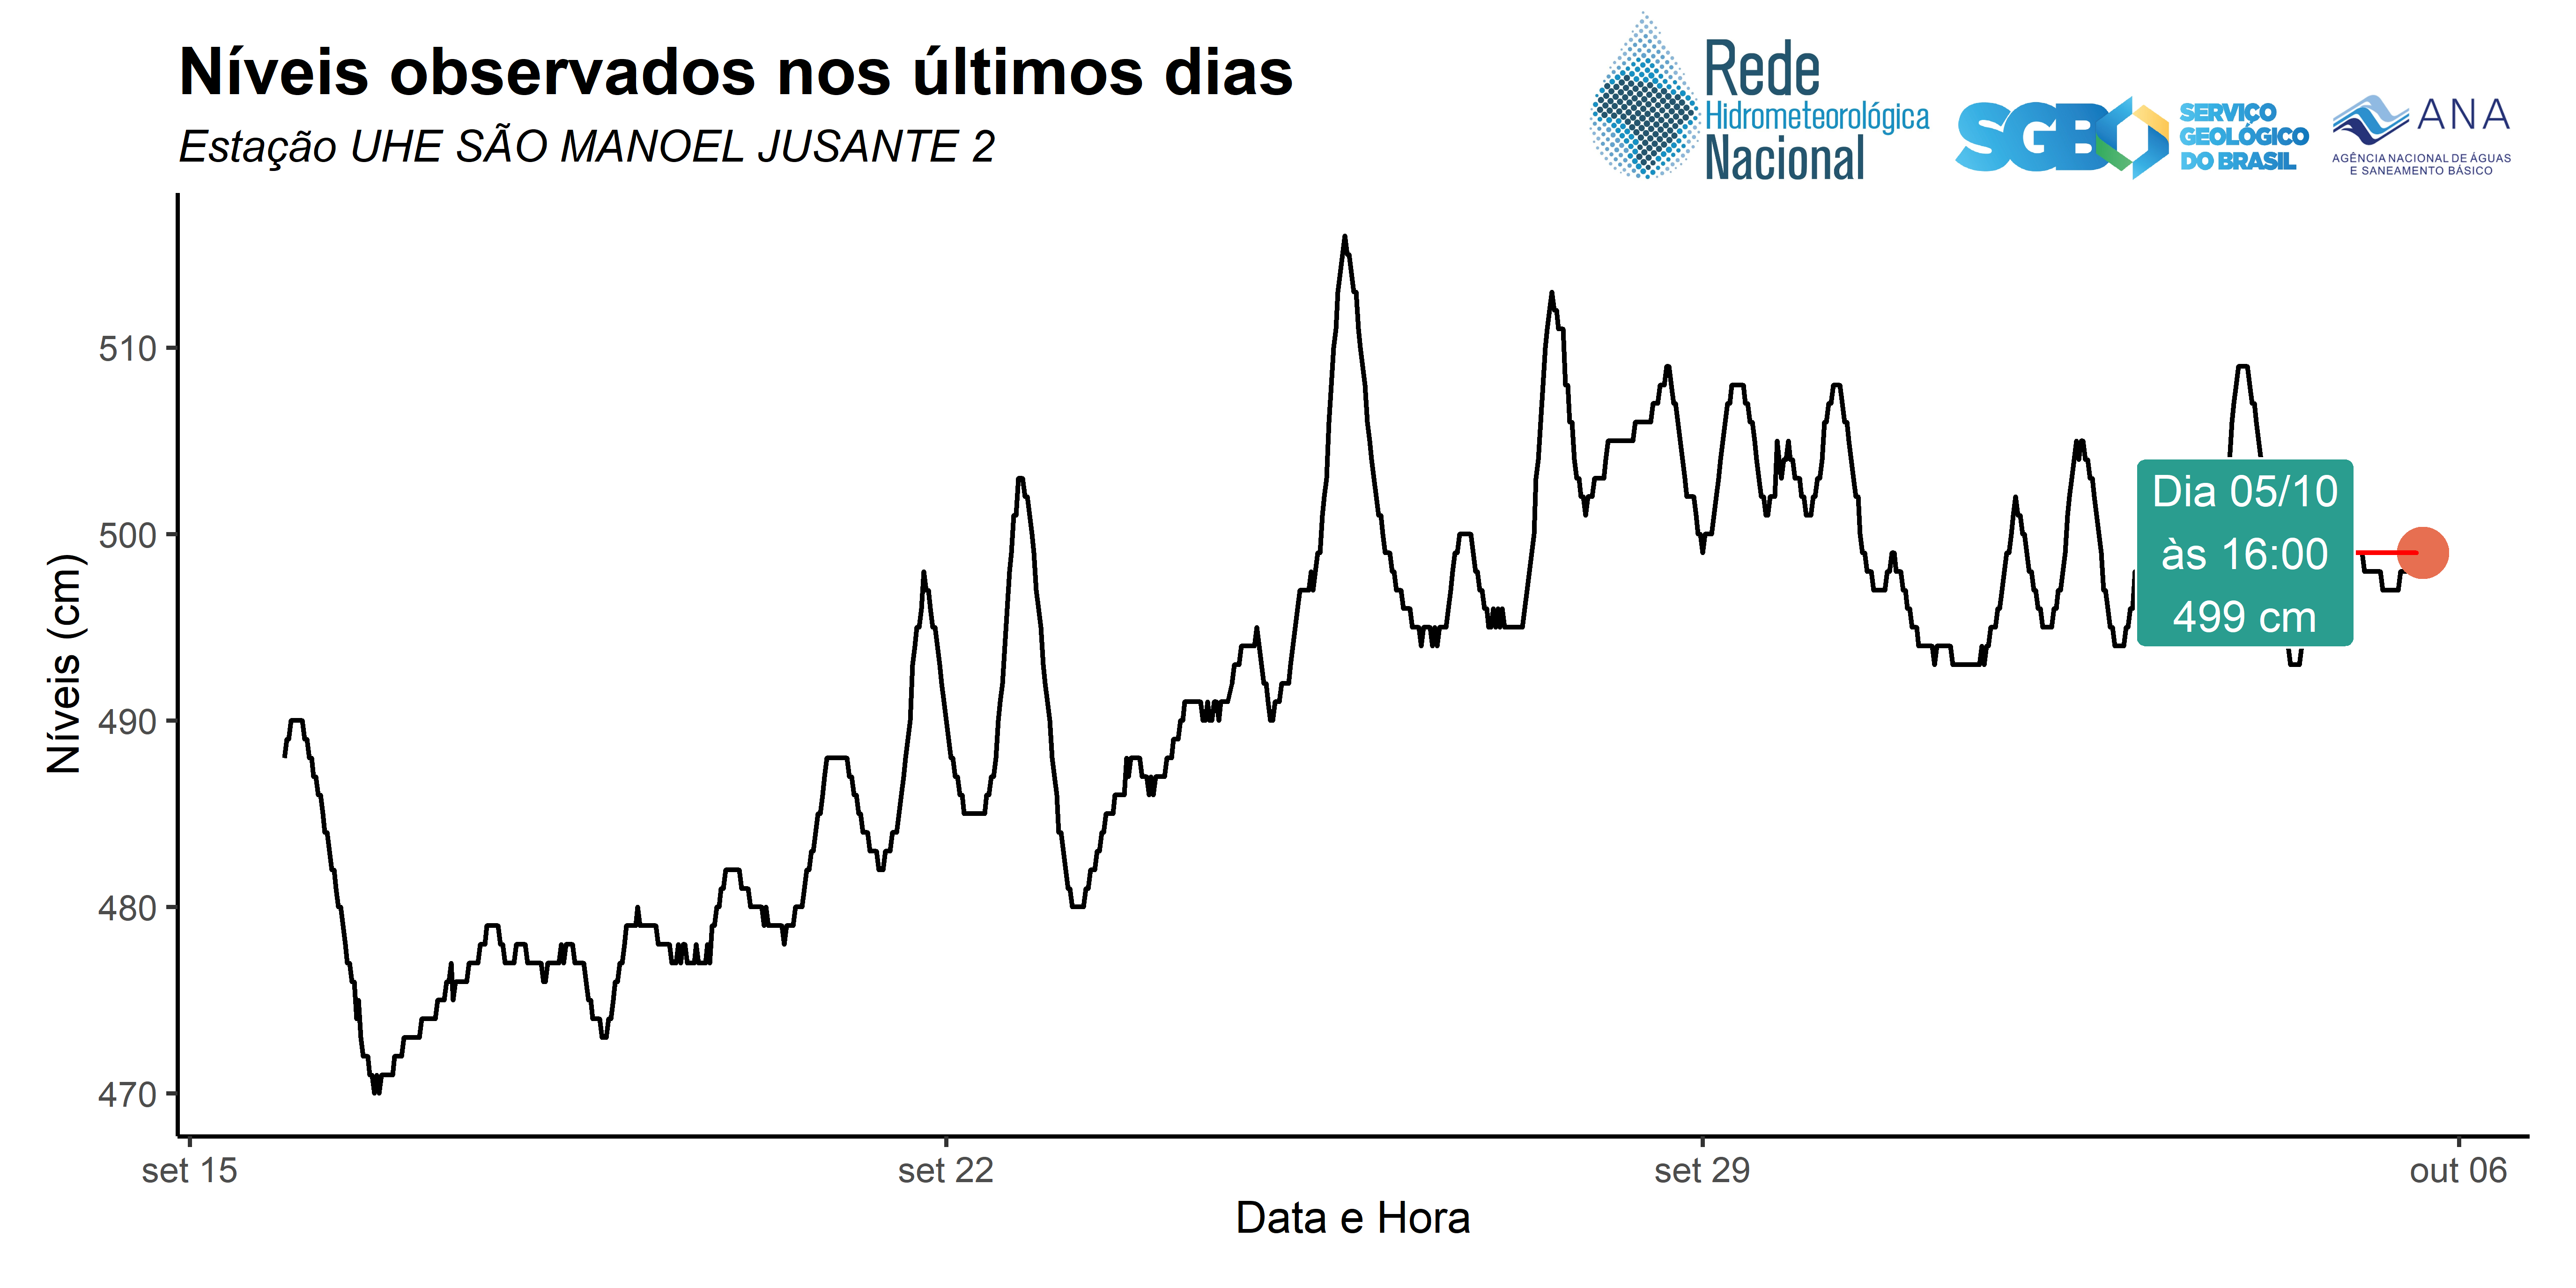 Níveis observados nos últimos dias
Estação UHE SÃO MANOEL JUSANTE 2
Rede
Hidrometeorológica
Nacional
SGB
SERVIÇO
GEOLÓGICO
DO BRASIL
ANA
AGÊNCIA NACIONAL DE ÁGUAS
E SANEAMENTO BÁSICO
Níveis (cm)
510
500
490
480
470
Dia 05/10
às 16:00
499 cm
set 15
set 22
set 29
out 06
Data e Hora